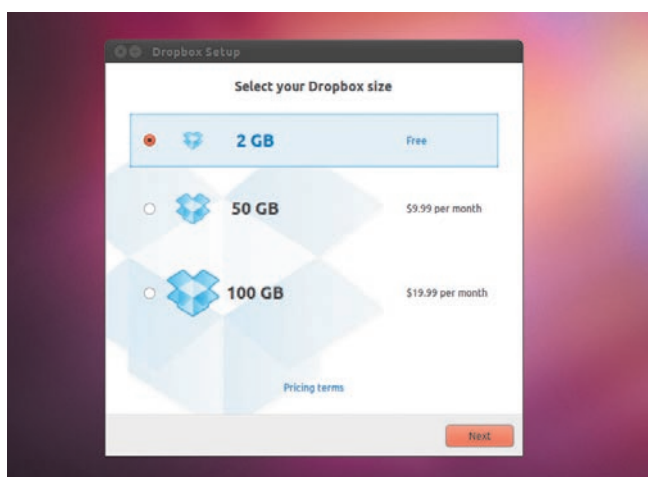 Dropbox Setup
Select your Dropbox size
2 GB Free
50 GB $9.99 per month
100 GB $19.99 per month
Pricing terms
Next